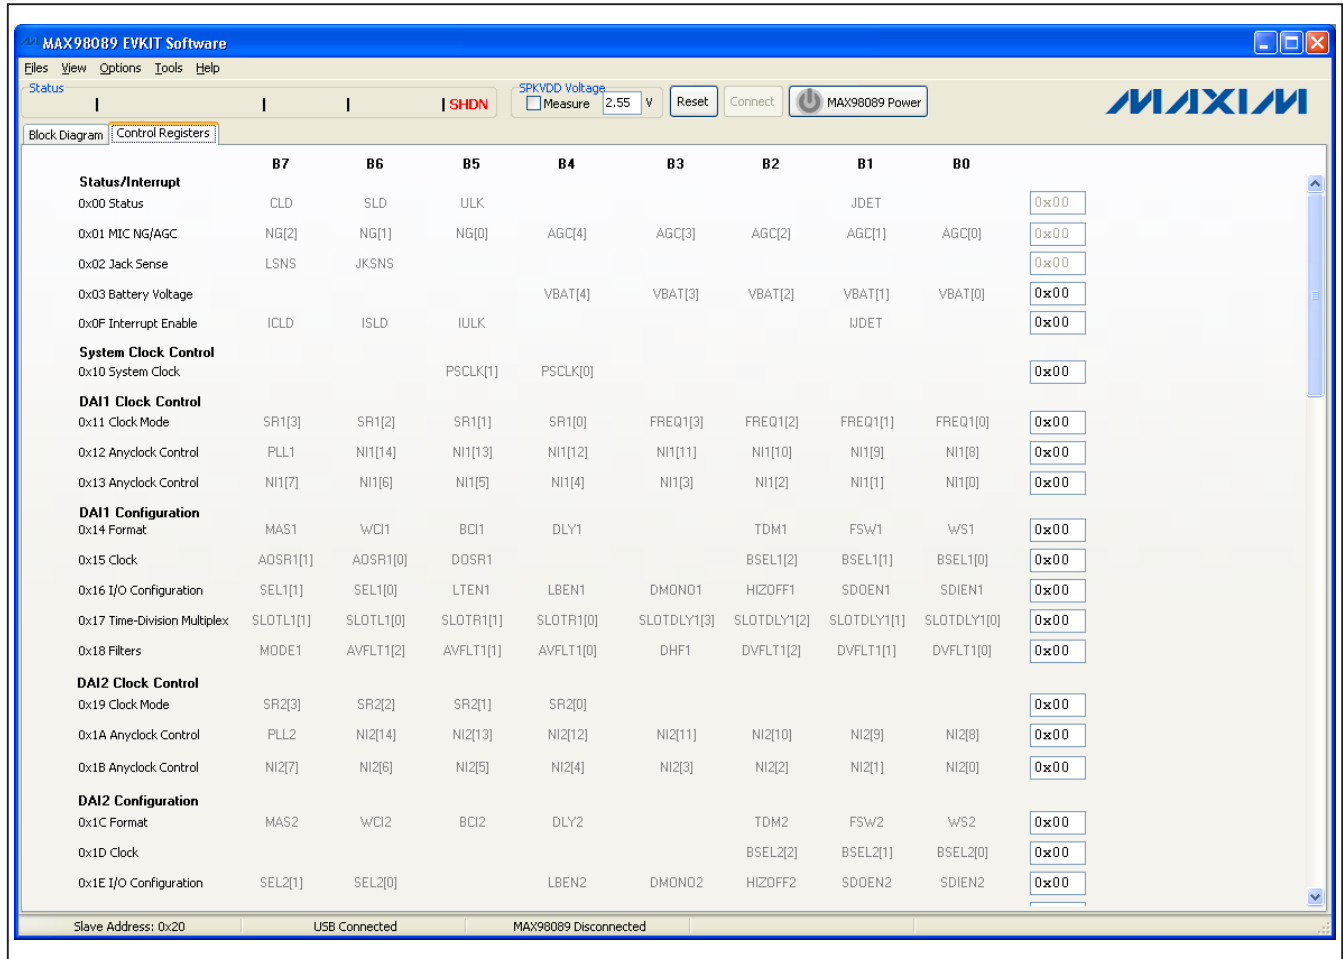 MAX98089 EVKIT Software
Files View Options Tools Help
Status SHDN SPKVDD Voltage Measure 2.55 V Reset Connect MAX98089 Power MAXIM
Block Diagram Control Registers
B7 B6 B5 B4 B3 B2 B1 B0
Status/Interrupt
0x00 Status CLD SLD ULK JDET 0x00
0x01 MIC NG/AGC NG[2] NG[1] NG[0] AGC[4] AGC[3] AGC[2] AGC[1] AGC[0] 0x00
0x02 Jack Sense LSNS JKSNS 0x00
0x03 Battery Voltage VBAT[4] VBAT[3] VBAT[2] VBAT[1] VBAT[0] 0x00
0x0F Interrupt Enable ICLD ISLD IULK IJDET 0x00
System Clock Control
0x10 System Clock PSCLK[1] PSCLK[0] 0x00
DAI1 Clock Control
0x11 Clock Mode SR1[3] SR1[2] SR1[1] SR1[0] FREQ1[3] FREQ1[2] FREQ1[1] FREQ1[0] 0x00
0x12 Anyclock Control PLL1 NI1[14] NI1[13] NI1[12] NI1[11] NI1[10] NI1[9] NI1[8] 0x00
0x13 Anyclock Control NI1[7] NI1[6] NI1[5] NI1[4] NI1[3] NI1[2] NI1[1] NI1[0] 0x00
DAI1 Configuration
0x14 Format MAS1 WCI1 BCI1 DLY1 TDM1 FSW1 WS1 0x00
0x15 Clock AOSR1[1] AOSR1[0] DOSR1 BSEL1[2] BSEL1[1] BSEL1[0] 0x00
0x16 I/O Configuration SEL1[1] SEL1[0] LTEN1 LBEN1 DMONO1 HIZOFF1 SDOEN1 SDIEN1 0x00
0x17 Time-Division Multiplex SLOTL1[1] SLOTL1[0] SLOTR1[1] SLOTR1[0] SLOTDLY1[3] SLOTDLY1[2] SLOTDLY1[1] SLOTDLY1[0] 0x00
0x18 Filters MODE1 AVFLT1[2] AVFLT1[1] AVFLT1[0] DHF1 DVFLT1[2] DVFLT1[1] DVFLT1[0] 0x00
DAI2 Clock Control
0x19 Clock Mode SR2[3] SR2[2] SR2[1] SR2[0] 0x00
0x1A Anyclock Control PLL2 NI2[14] NI2[13] NI2[12] NI2[11] NI2[10] NI2[9] NI2[8] 0x00
0x1B Anyclock Control NI2[7] NI2[6] NI2[5] NI2[4] NI2[3] NI2[2] NI2[1] NI2[0] 0x00
DAI2 Configuration
0x1C Format MAS2 WCI2 BCI2 DLY2 TDM2 FSW2 WS2 0x00
0x1D Clock BSEL2[2] BSEL2[1] BSEL2[0] 0x00
0x1E I/O Configuration SEL2[1] SEL2[0] LBEN2 DMONO2 HIZOFF2 SDOEN2 SDIEN2 0x00
Slave Address: 0x20 USB Connected MAX98089 Disconnected